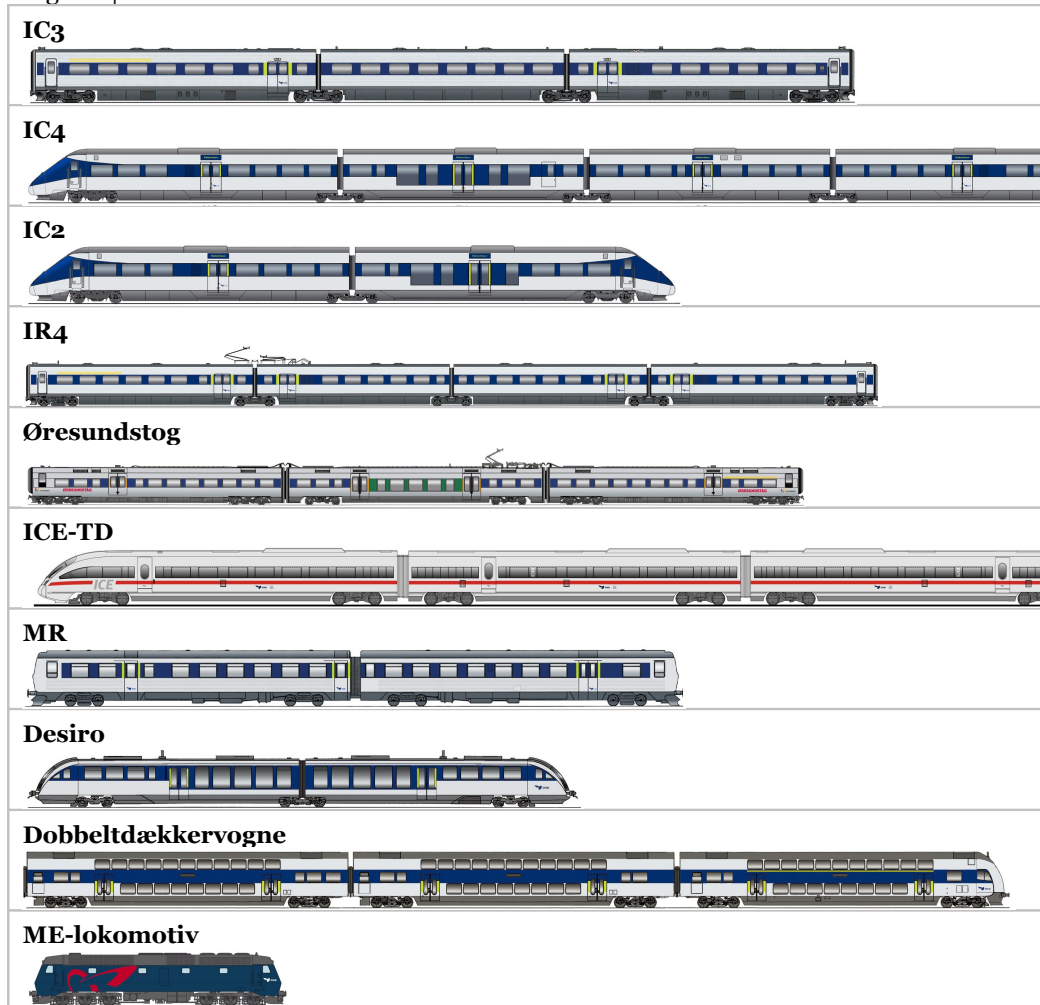 IC3
IC4
IC2
IR4
Øresundstog
ICE-TD
ICE
MR
Desiro
Dobbeltdækkervogne
ME-lokomotiv